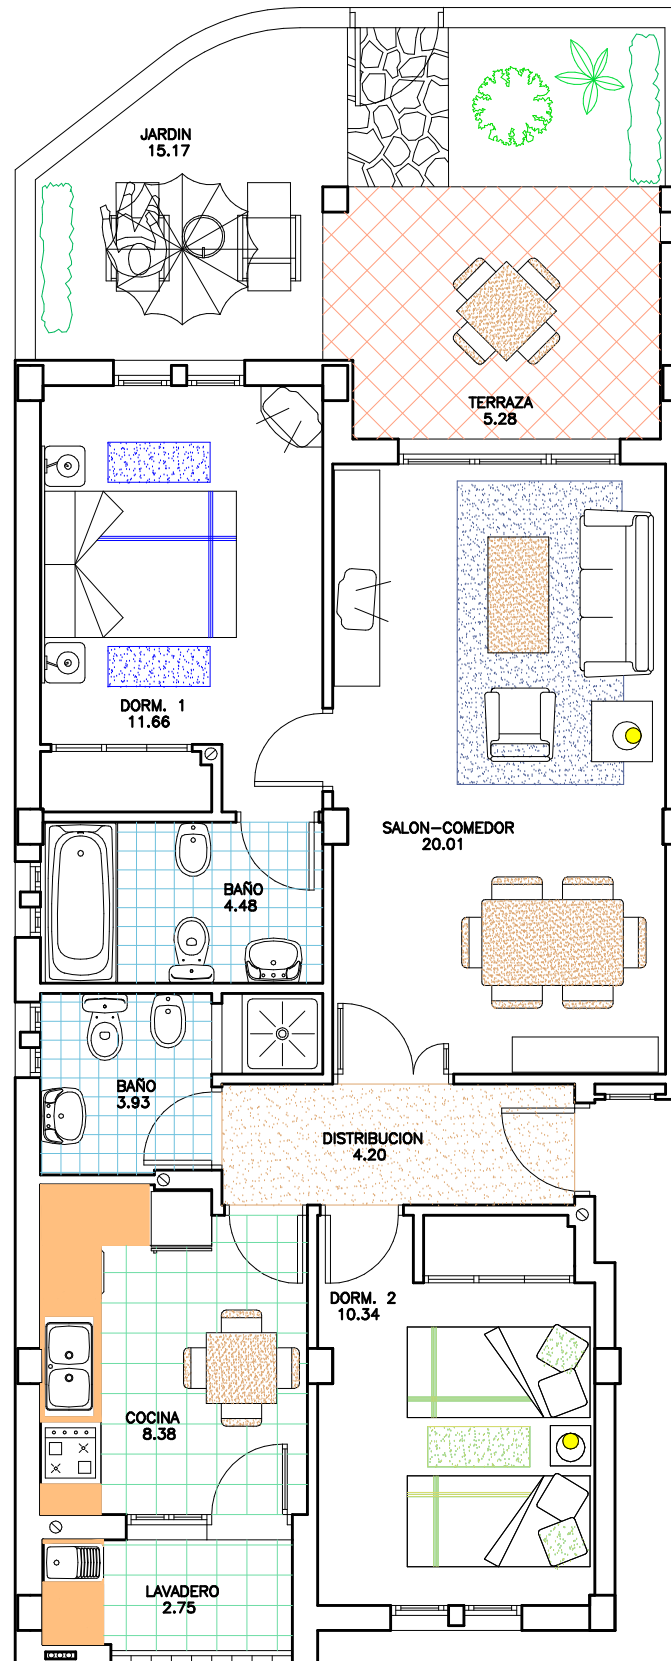 JARDIN
15.17
TERRAZA
5.28
DORM. 1
11.66
SALON-COMEDOR
20.01
BAÑO
4.48
BAÑO
3.93
DISTRIBUCION
4.20
DORM. 2
10.34
COCINA
8.38
LAVADERO
2.75